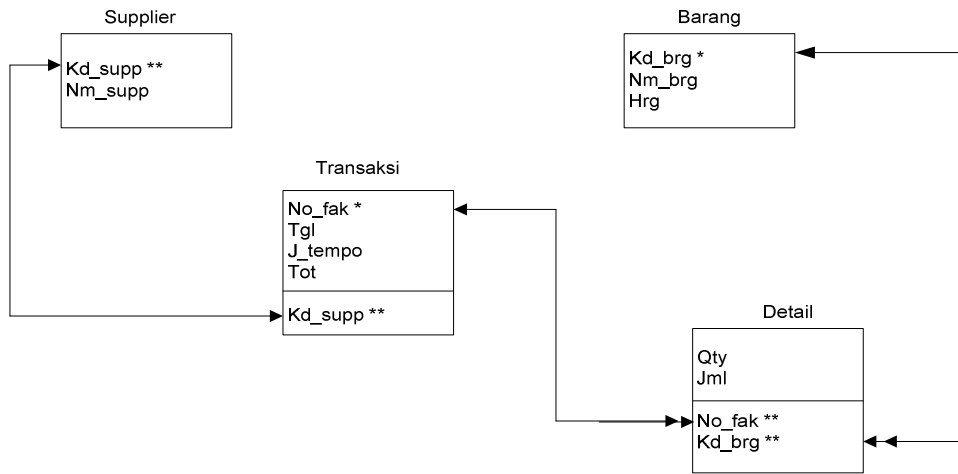 Supplier
Kd_supp **
Nm_supp
Barang
Kd_brg *
Nm_brg
Hrg
Transaksi
No_fak *
Tgl
J_tempo
Tot
Kd_supp **
Detail
Qty
Jml
No_fak **
Kd_brg **